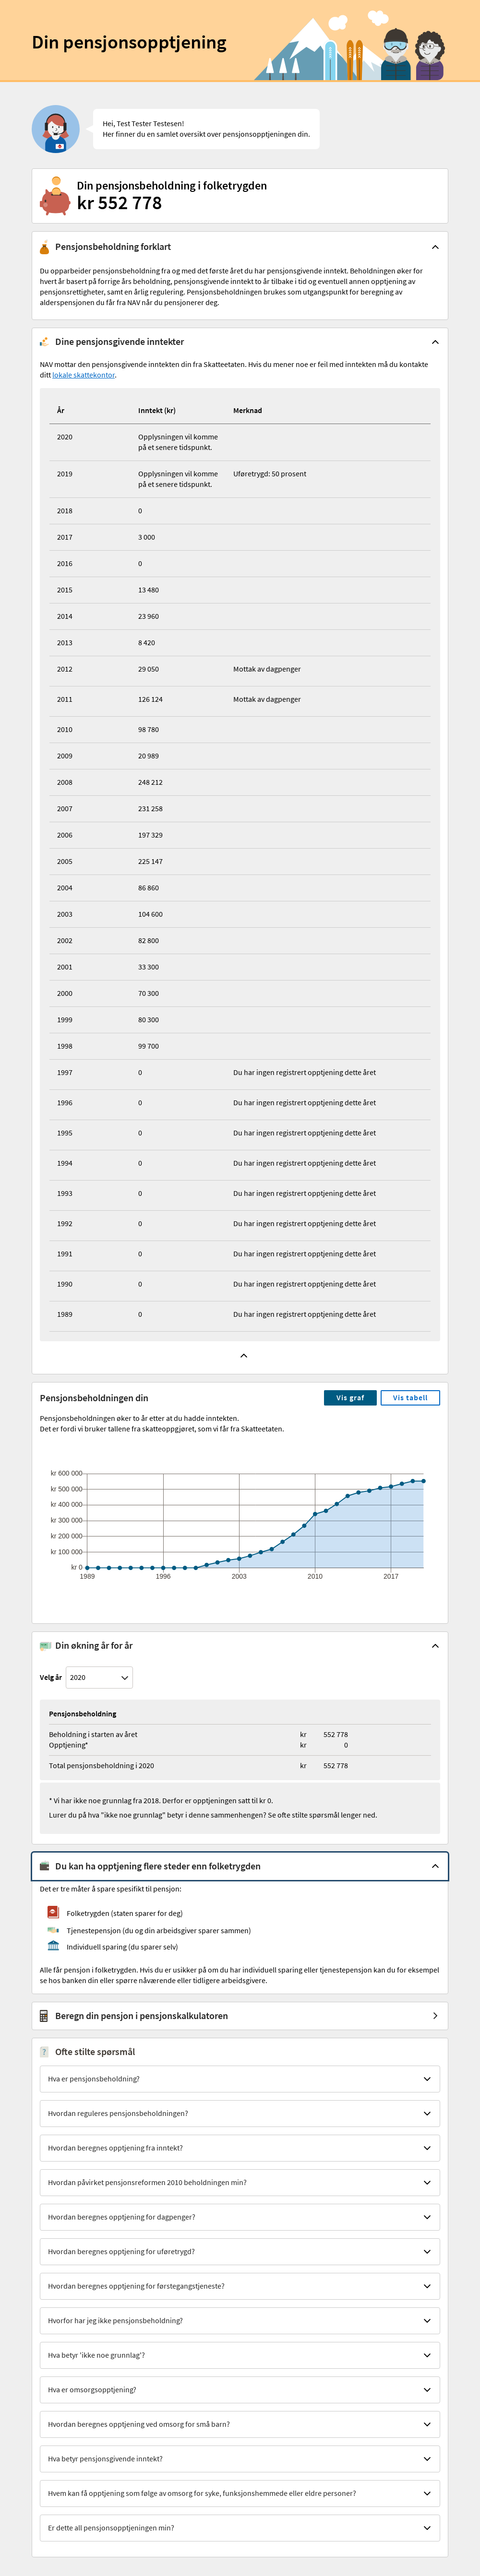 Din pensjonsopptjening
Hei, Test Tester Testesen!
Her finner du en samlet oversikt over pensjonsopptjeningen din.
Din pensjonsbeholdning i folketrygden
kr 552 778
Pensjonsbeholdning forklart
Du opparbeider pensjonsbeholdning fra og med det første året du har pensjonsgivende inntekt. Beholdningen øker for
hvert år basert på forrige års beholdning, pensjonsgivende inntekt to år tilbake i tid og eventuell annen opptjening av
pensjonsrettigheter, samt en årlig regulering. Pensjonsbeholdningen brukes som utgangspunkt for beregning av
alderspensjonen du får fra NAV når du pensjonerer deg.
Dine pensjonsgivende inntekter
NAV mottar den pensjonsgivende inntekten din fra Skatteetaten. Hvis du mener noe er feil med inntekten må du kontakte
ditt lokale skattekontor.
År Inntekt (kr) Merknad
2020 Opplysningen vil komme
på et senere tidspunkt.
2019 Opplysningen vil komme Uføretrygd: 50 prosent
på et senere tidspunkt.
2018 0
2017 3 000
2016 0
2015 13 480
2014 23 960
2013 8 420
2012 29 050 Mottak av dagpenger
2011 126 124 Mottak av dagpenger
2010 98 780
2009 20 989
2008 248 212
2007 231 258
2006 197 329
2005 225 147
2004 86 860
2003 104 600
2002 82 800
2001 33 300
2000 70 300
1999 80 300
1998 99 700
1997 0 Du har ingen registrert opptjening dette året
1996 0 Du har ingen registrert opptjening dette året
1995 0 Du har ingen registrert opptjening dette året
1994 0 Du har ingen registrert opptjening dette året
1993 0 Du har ingen registrert opptjening dette året
1992 0 Du har ingen registrert opptjening dette året
1991 0 Du har ingen registrert opptjening dette året
1990 0 Du har ingen registrert opptjening dette året
1989 0 Du har ingen registrert opptjening dette året
Pensjonsbeholdningen din Vis graf Vis tabell
Pensjonsbeholdningen øker to år etter at du hadde inntekten.
Det er fordi vi bruker tallene fra skatteoppgjøret, som vi får fra Skatteetaten.
kr 600 000
kr 500 000
kr 400 000
kr 300 000
kr 200 000
kr 100 000
kr 0
1989 1996 2003 2010 2017
Din økning år for år
Velg år 2020
Pensjonsbeholdning
Beholdning i starten av året kr 552 778
Opptjening* kr 0
Total pensjonsbeholdning i 2020 kr 552 778
* Vi har ikke noe grunnlag fra 2018. Derfor er opptjeningen satt til kr 0.
Lurer du på hva "ikke noe grunnlag" betyr i denne sammenhengen? Se ofte stilte spørsmål lenger ned.
Du kan ha opptjening flere steder enn folketrygden
Det er tre måter å spare spesifikt til pensjon:
Folketrygden (staten sparer for deg)
Tjenestepensjon (du og din arbeidsgiver sparer sammen)
Individuell sparing (du sparer selv)
Alle får pensjon i folketrygden. Hvis du er usikker på om du har individuell sparing eller tjenestepensjon kan du for eksempel
se hos banken din eller spørre nåværende eller tidligere arbeidsgivere.
Beregn din pensjon i pensjonskalkulatoren
Ofte stilte spørsmål
Hva er pensjonsbeholdning?
Hvordan reguleres pensjonsbeholdningen?
Hvordan beregnes opptjening fra inntekt?
Hvordan påvirket pensjonsreformen 2010 beholdningen min?
Hvordan beregnes opptjening for dagpenger?
Hvordan beregnes opptjening for uføretrygd?
Hvordan beregnes opptjening for førstegangstjeneste?
Hvorfor har jeg ikke pensjonsbeholdning?
Hva betyr 'ikke noe grunnlag'?
Hva er omsorgsopptjening?
Hvordan beregnes opptjening ved omsorg for små barn?
Hva betyr pensjonsgivende inntekt?
Hvem kan få opptjening som følge av omsorg for syke, funksjonshemmede eller eldre personer?
Er dette all pensjonsopptjeningen min?